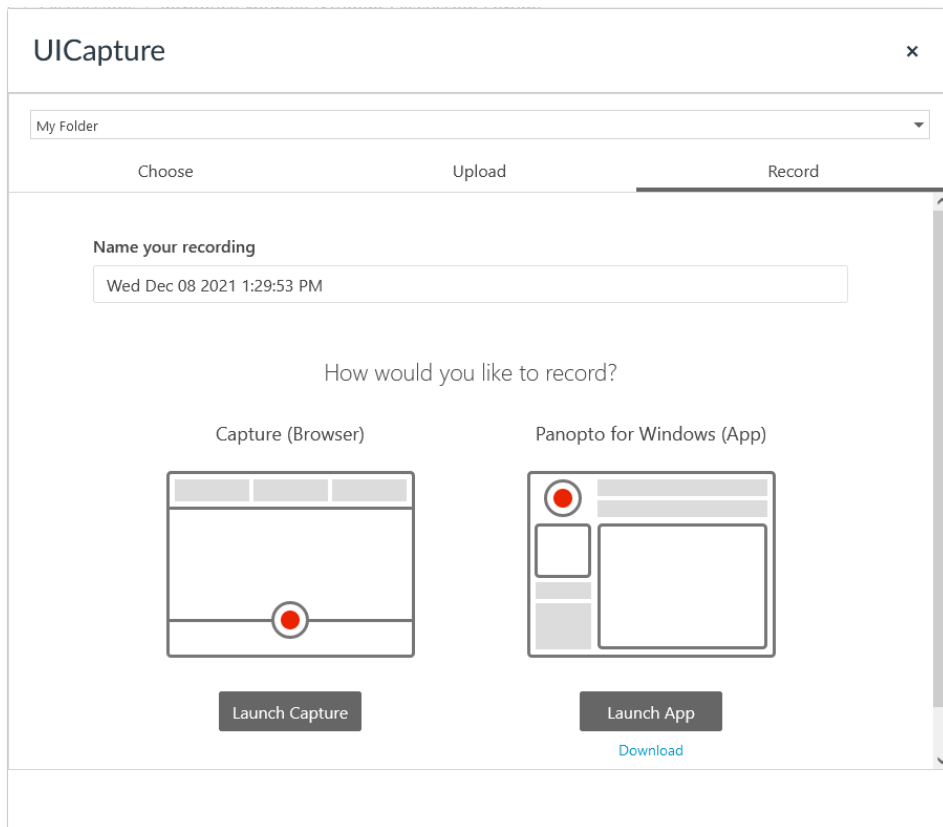 UICapture
×
My Folder
Choose Upload Record
Name your recording
Wed Dec 08 2021 1:29:53 PM
How would you like to record?
Capture (Browser) Panopto for Windows (App)
Launch Capture Launch App
Download